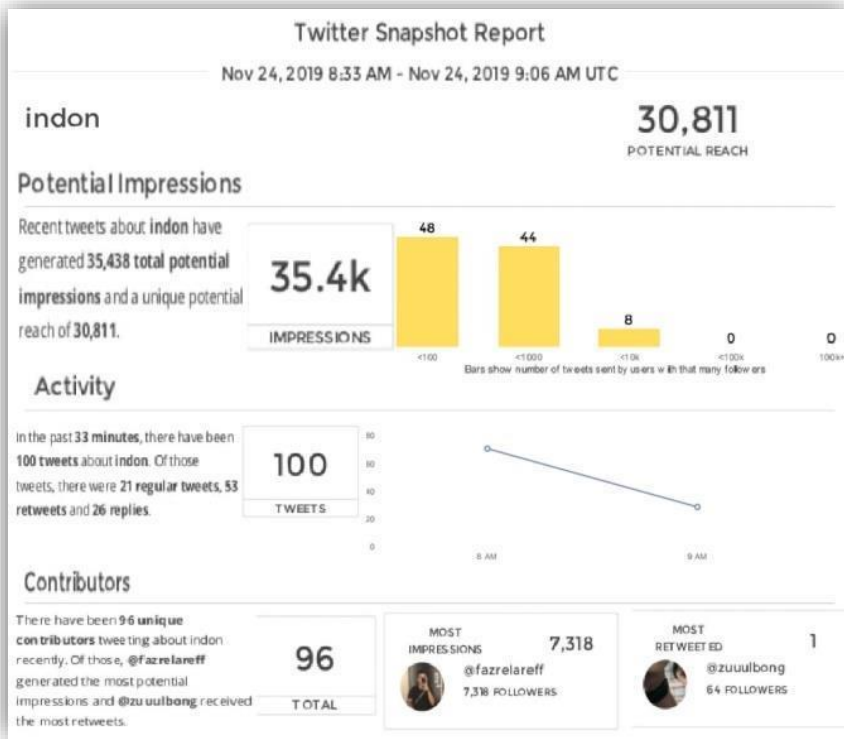 Twitter Snapshot Report
Nov 24, 2019 8:33 AM - Nov 24, 2019 9:06 AM UTC
indon
30,811
POTENTIAL REACH
Potential Impressions
Recent tweets about indon have
generated 35,438 total potential
impressions and a unique potential
reach of 30,811.
35.4k
IMPRESSIONS
48
44
8
0
0
<100
<1000
<10k
<100k
100k+
Bars show number of tweets sent by users with that many followers
Activity
In the past 33 minutes, there have been
100 tweets about indon. Of those
tweets, there were 21 regular tweets, 53
retweets and 26 replies.
100
TWEETS
80
60
40
20
0
8 AM
9 AM
Contributors
There have been 96 unique
contributors tweeting about indon
recently. Of those, @fazrelareff
generated the most potential
impressions and @zuuulbong received
the most retweets.
96
TOTAL
MOST
IMPRESSIONS
7,318
@fazrelareff
7,318 FOLLOWERS
MOST
RETWEETED
1
@zuuulbong
64 FOLLOWERS